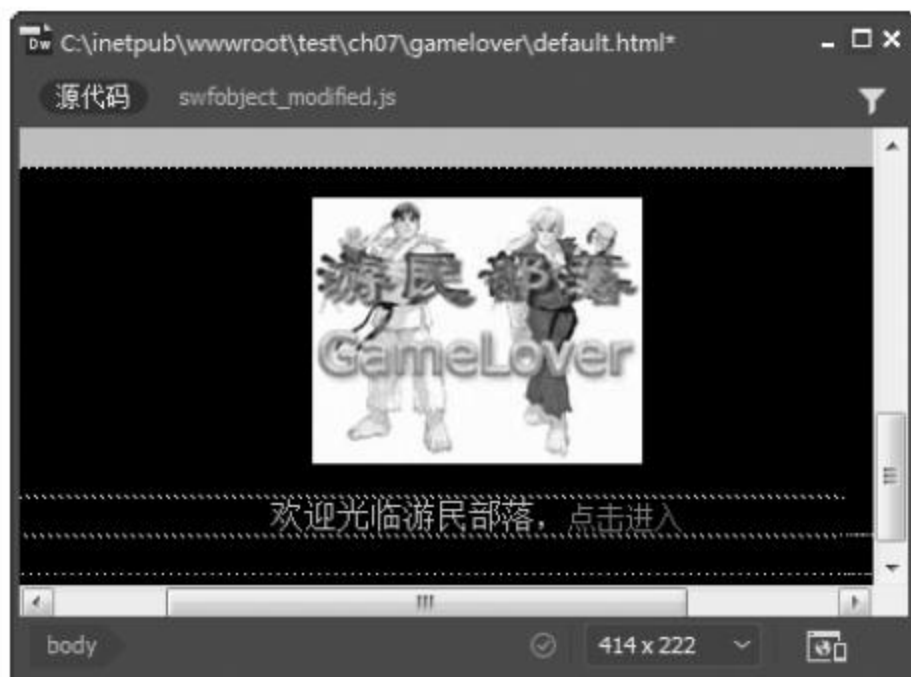 Dw C:\inetpub\wwwroot\test\ch07\gamelover\default.html*
源代码 swfobject_modified.js
游民部落
GameLover
欢迎光临游民部落，点击进入
body 414 x 222